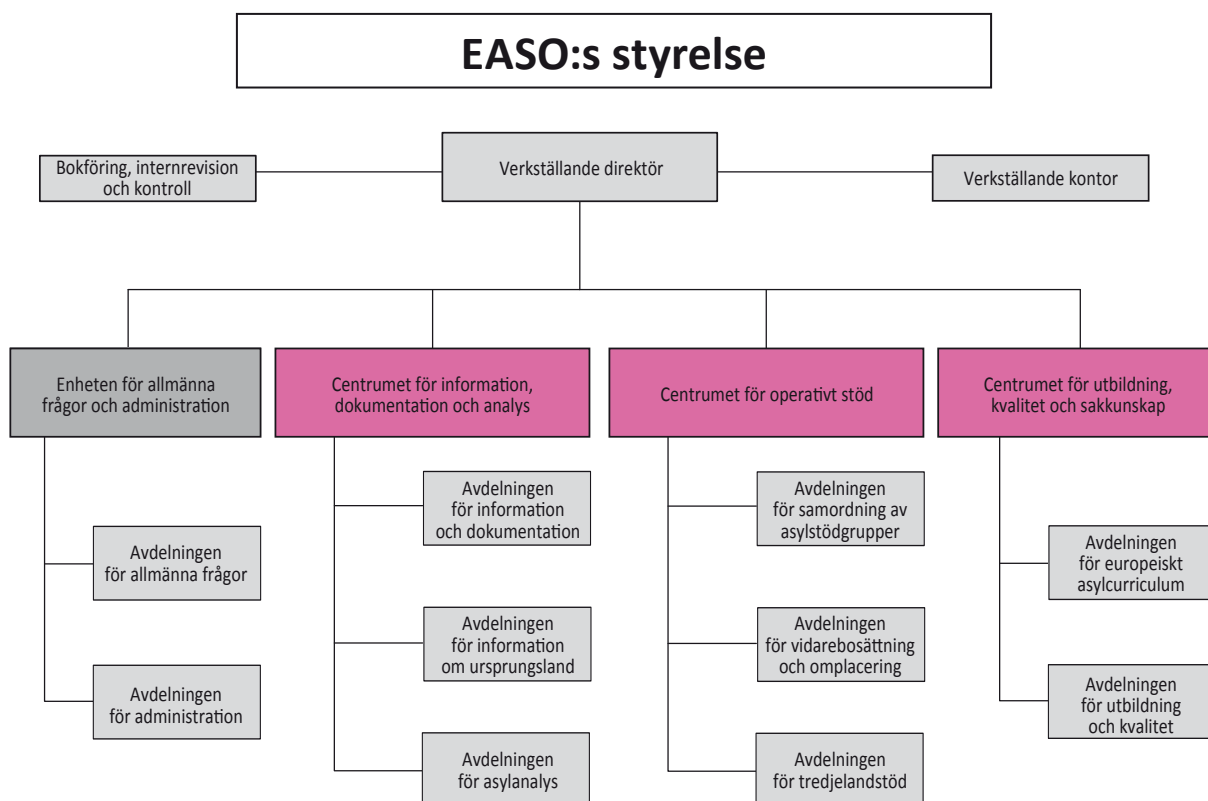 EASO:s styrelse
Bokföring, internrevision
och kontroll
Verkställande direktör
Verkställande kontor
Enheten för allmänna
frågor och administration
Centrumet för information,
dokumentation och analys
Centrumet för operativt stöd
Centrumet för utbildning,
kvalitet och sakkunskap
Avdelningen
för allmänna frågor
Avdelningen
för administration
Avdelningen
för information
och dokumentation
Avdelningen
för information
om ursprungsland
Avdelningen
för asylanalys
Avdelningen
för samordning av
asylstödgrupper
Avdelningen
för vidarebosättning
och omplacering
Avdelningen
för tredjelandstöd
Avdelningen
för europeiskt
asylcurriculum
Avdelningen
för utbildning
och kvalitet